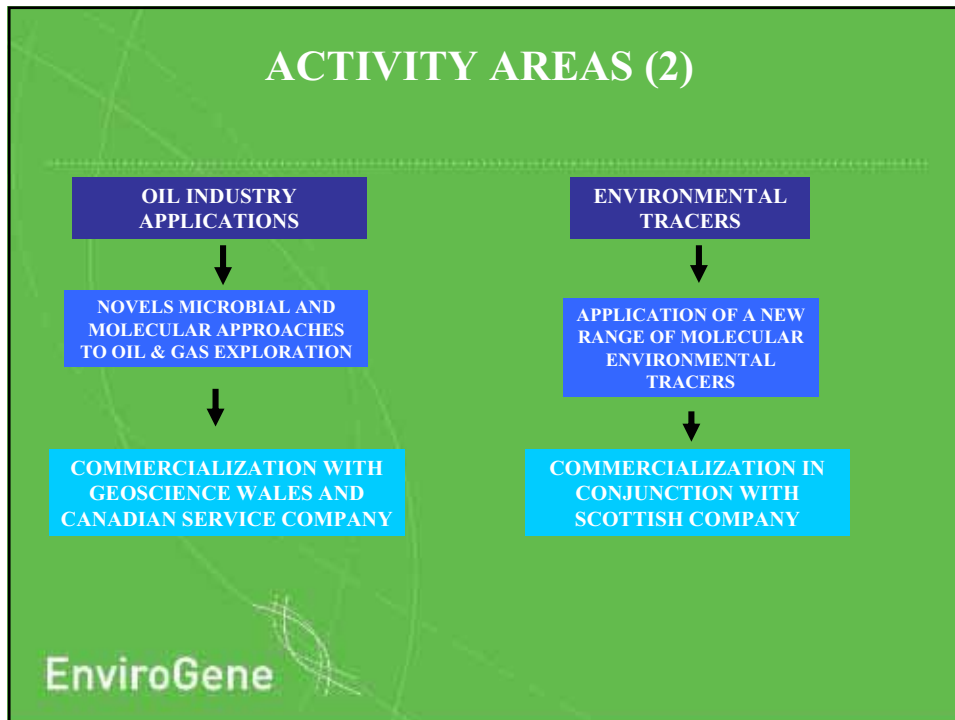 ACTIVITY AREAS (2)
OIL INDUSTRY
APPLICATIONS
NOVELS MICROBIAL AND
MOLECULAR APPROACHES
TO OIL & GAS EXPLORATION
COMMERCIALIZATION WITH
GEOSCIENCE WALES AND
CANADIAN SERVICE COMPANY
ENVIRONMENTAL
TRACERS
APPLICATION OF A NEW
RANGE OF MOLECULAR
ENVIRONMENTAL
TRACERS
COMMERCIALIZATION IN
CONJUNCTION WITH
SCOTTISH COMPANY
EnviroGene